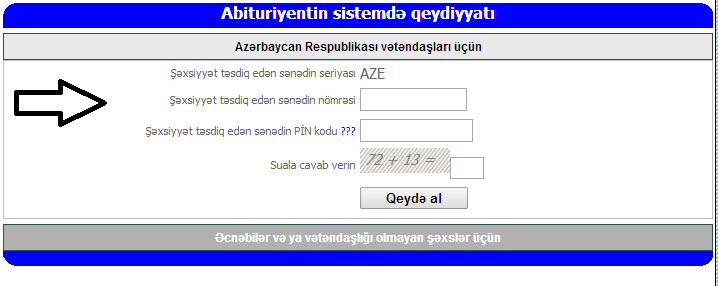 Abituriyentin sistemdə qeydiyyatı
Azərbaycan Respublikası vətəndaşları üçün
Şəxsiyyət təsdiq edən sənədin seriyası AZE
Şəxsiyyət təsdiq edən sənədin nömrəsi
Şəxsiyyət təsdiq edən sənədin PİN kodu ???
Suala cavab verin 72 + 13 =
Qeydə al
Əcnəbilər və ya vətəndaşlığı olmayan şəxslər üçün